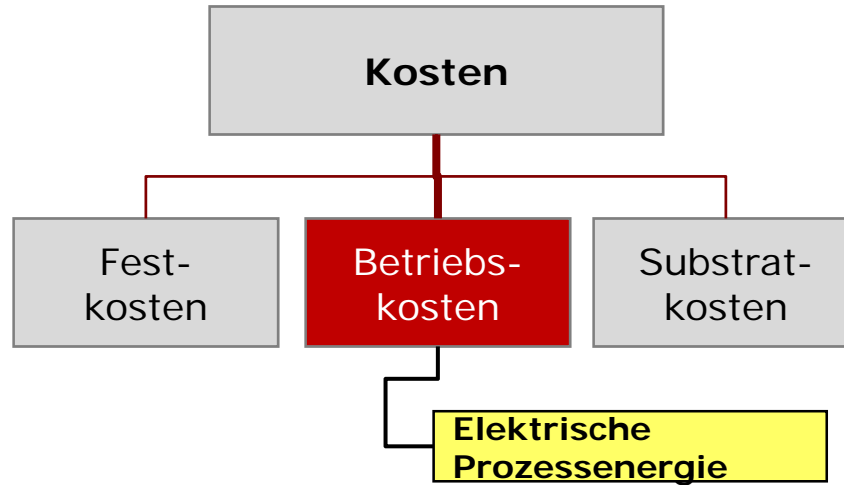 Kosten
Fest-
kosten
Betriebs-
kosten
Substrat-
kosten
Elektrische
Prozessenergie